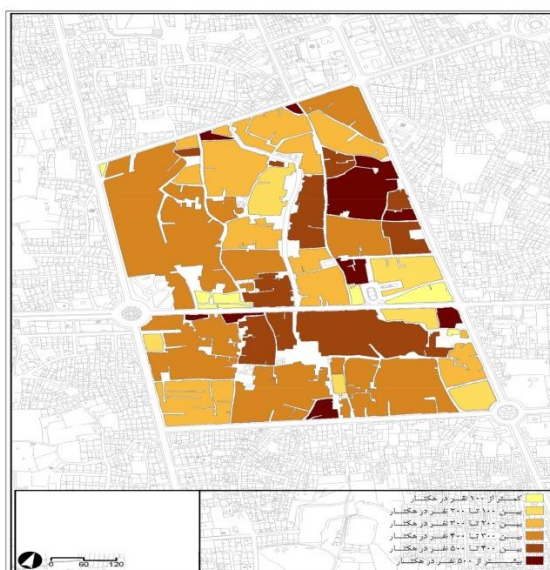 کمتر از ۱۰۰ نفر در هکتار
بین ۱۰۰ تا ۲۰۰ نفر در هکتار
بین ۲۰۰ تا ۳۰۰ نفر در هکتار
بین ۳۰۰ تا ۴۰۰ نفر در هکتار
بین ۴۰۰ تا ۵۰۰ نفر در هکتار
بیش از ۵۰۰ نفر در هکتار
0 60 120